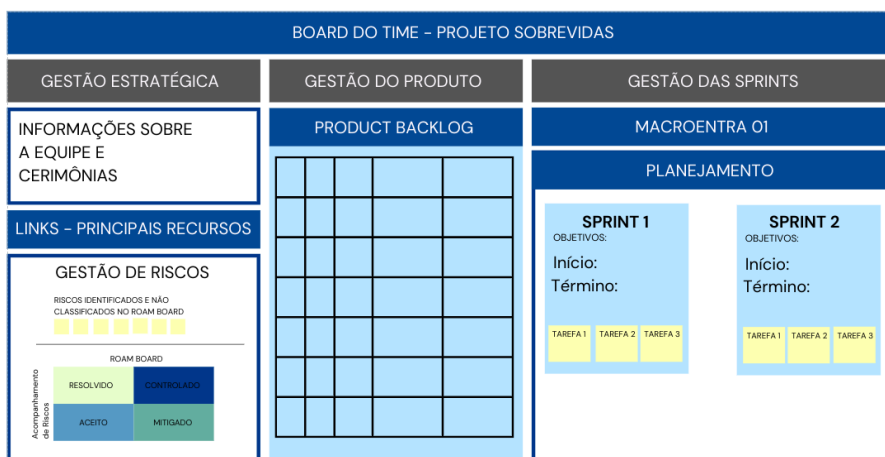 BOARD DO TIME - PROJETO SOBREVIDAS
GESTÃO ESTRATÉGICA
GESTÃO DO PRODUTO
GESTÃO DAS SPRINTS
INFORMAÇÕES SOBRE
A EQUIPE E
CERIMÔNIAS
LINKS - PRINCIPAIS RECURSOS
GESTÃO DE RISCOS
RISCOS IDENTIFICADOS E NÃO
CLASSIFICADOS NO ROAM BOARD
ROAM BOARD
Acompanhamento
de Riscos
RESOLVIDO
CONTROLADO
ACEITO
MITIGADO
PRODUCT BACKLOG
MACROENTRA 01
PLANEJAMENTO
SPRINT 1
OBJETIVOS:
Início:
Término:
TAREFA 1
TAREFA 2
TAREFA 3
SPRINT 2
OBJETIVOS:
Início:
Término:
TAREFA 1
TAREFA 2
TAREFA 3